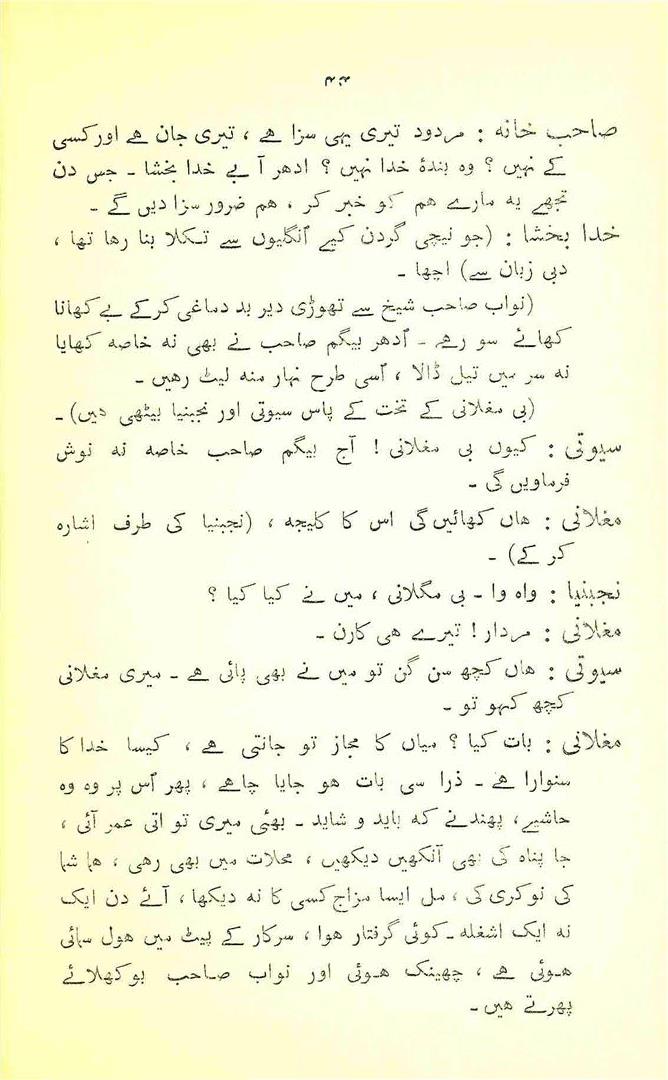 صاحب خانه : مردود تیری یہی سزا ہے ، تیری جان ہے اور کسی
کے نہیں ؟ وہ بندۂ خدا نہیں ؟ ادھر آ بے خدا بخشا ۔ جس دن
تجھے یہ مارے ہم کو خبر کر ، ہم ضرور سزا دیں گے ۔
خدا بخشا : (جو نیچی گردن کیے اُنگلیوں سے تکلا بنا رہا تھا ،
دبی زبان سے) اچھا ۔
(نواب صاحب شیخ سے تھوڑی دیر بد دماغی کرکے بے کھانا
کھائے سو رہے ۔ اُدھر بیگم صاحب نے بھی نہ خاصہ کھایا
نہ سر میں تیل ڈالا ، اُسی طرح نہار منہ لیٹ رہیں ۔
(بی مغلانی کے تخت کے پاس سیوتی اور نجبنیا بیٹھی ہیں) ۔
سیوتی : کیوں بی مغلانی ! آج بیگم صاحب خاصہ نہ نوش
فرماویں گی ۔
مغلانی : ہاں کھائیں گی اس کا کلیجہ ، (نجبنیا کی طرف اشارہ
کر کے) ۔
نجبنیا : واہ وا ۔ بی مگلانی ، میں نے کیا کیا ؟
مغلانی : مردار ! تیرے ہی کارن ۔
سیوتی : ہاں کچھ سن گن تو میں نے بھی پائی ہے ۔ میری مغلانی
کچھ کہو تو ۔
مغلانی : بات کیا ؟ میاں کا مجاز تو جانتی ہے ، کیسا خدا کا
سنوارا ہے ۔ ذرا سی بات ہو جایا چاہے ، پھر اُس پر وہ وہ
حاشیے، پھندنے کہ باید و شاید ۔ بھئی میری تو اتی عمر آئی ،
جا پناہ کی بھی آنکھیں دیکھیں ، محلات میں بھی رہی ، ہما شما
کی نوکری کی ، مل ایسا مزاج کسی کا نہ دیکھا ، آئے دن ایک
نہ ایک اشغلہ ۔ کوئی گرفتار ہوا ، سرکار کے پیٹ میں ہول سمائی
ہوئی ہے ، چھینک ہوئی اور نواب صاحب بوکھلائے
پھرتے ہیں ۔